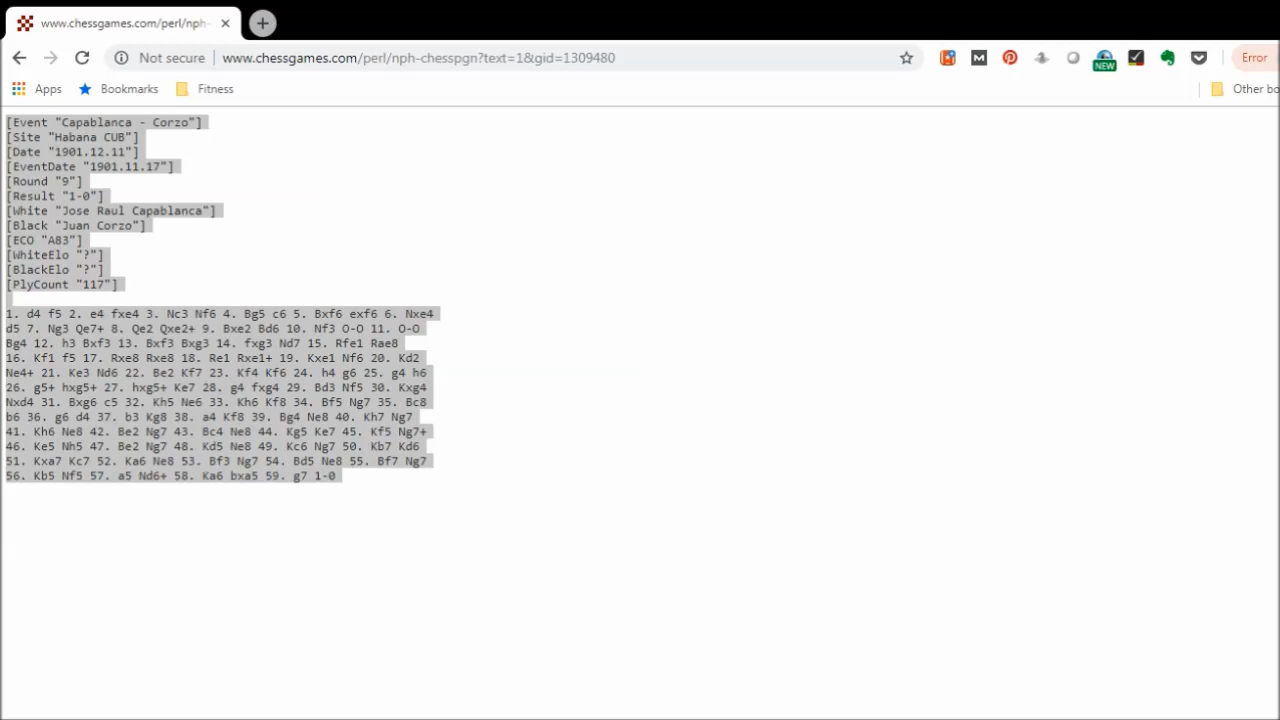 www.chessgames.com/perl/nph-
Not secure www.chessgames.com/perl/nph-chesspgn?text=1&gid=1309480
M
NEW
Error
Apps Bookmarks Fitness Other bo
[Event "Capablanca - Corzo"]
[Site "Habana CUB"]
[Date "1901.12.11"]
[EventDate "1901.11.17"]
[Round "9"]
[Result "1-0"]
[White "Jose Raul Capablanca"]
[Black "Juan Corzo"]
[ECO "A83"]
[WhiteElo "?"]
[BlackElo "?"]
[PlyCount "117"]
1. d4 f5 2. e4 fxe4 3. Nc3 Nf6 4. Bg5 c6 5. Bxf6 exf6 6. Nxe4
d5 7. Ng3 Qe7+ 8. Qe2 Qxe2+ 9. Bxe2 Bd6 10. Nf3 O-O 11. O-O
Bg4 12. h3 Bxf3 13. Bxf3 Bxg3 14. fxg3 Nd7 15. Rfe1 Rae8
16. Kf1 f5 17. Rxe8 Rxe8 18. Re1 Rxe1+ 19. Kxe1 Nf6 20. Kd2
Ne4+ 21. Ke3 Nd6 22. Be2 Kf7 23. Kf4 Kf6 24. h4 g6 25. g4 h6
26. g5+ hxg5+ 27. hxg5+ Ke7 28. g4 fxg4 29. Bd3 Nf5 30. Kxg4
Nxd4 31. Bxg6 c5 32. Kh5 Ne6 33. Kh6 Kf8 34. Bf5 Ng7 35. Bc8
b6 36. g6 d4 37. b3 Kg8 38. a4 Kf8 39. Bg4 Ne8 40. Kh7 Ng7
41. Kh6 Ne8 42. Be2 Ng7 43. Bc4 Ne8 44. Kg5 Ke7 45. Kf5 Ng7+
46. Ke5 Nh5 47. Be2 Ng7 48. Kd5 Ne8 49. Kc6 Ng7 50. Kb7 Kd6
51. Kxa7 Kc7 52. Ka6 Ne8 53. Bf3 Ng7 54. Bd5 Ne8 55. Bf7 Ng7
56. Kb5 Nf5 57. a5 Nd6+ 58. Ka6 bxa5 59. g7 1-0